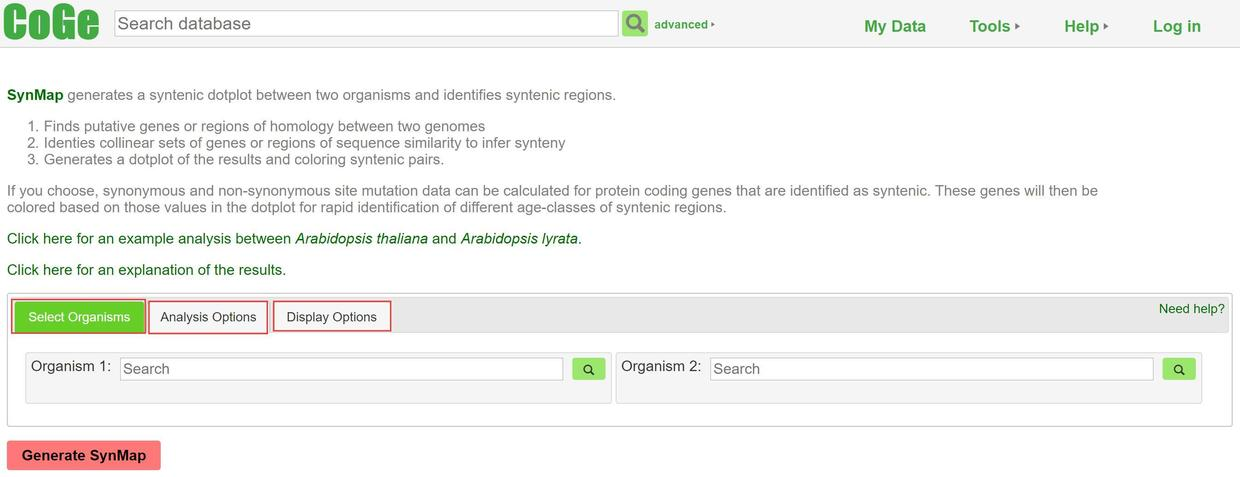 CoGe Search database advanced My Data Tools Help Log in
SynMap generates a syntenic dotplot between two organisms and identifies syntenic regions.
1. Finds putative genes or regions of homology between two genomes
2. Identies collinear sets of genes or regions of sequence similarity to infer synteny
3. Generates a dotplot of the results and coloring syntenic pairs.
If you choose, synonymous and non-synonymous site mutation data can be calculated for protein coding genes that are identified as syntenic. These genes will then be
colored based on those values in the dotplot for rapid identification of different age-classes of syntenic regions.
Click here for an example analysis between Arabidopsis thaliana and Arabidopsis lyrata.
Click here for an explanation of the results.
Select Organisms Analysis Options Display Options Need help?
Organism 1: Search Organism 2: Search
Generate SynMap